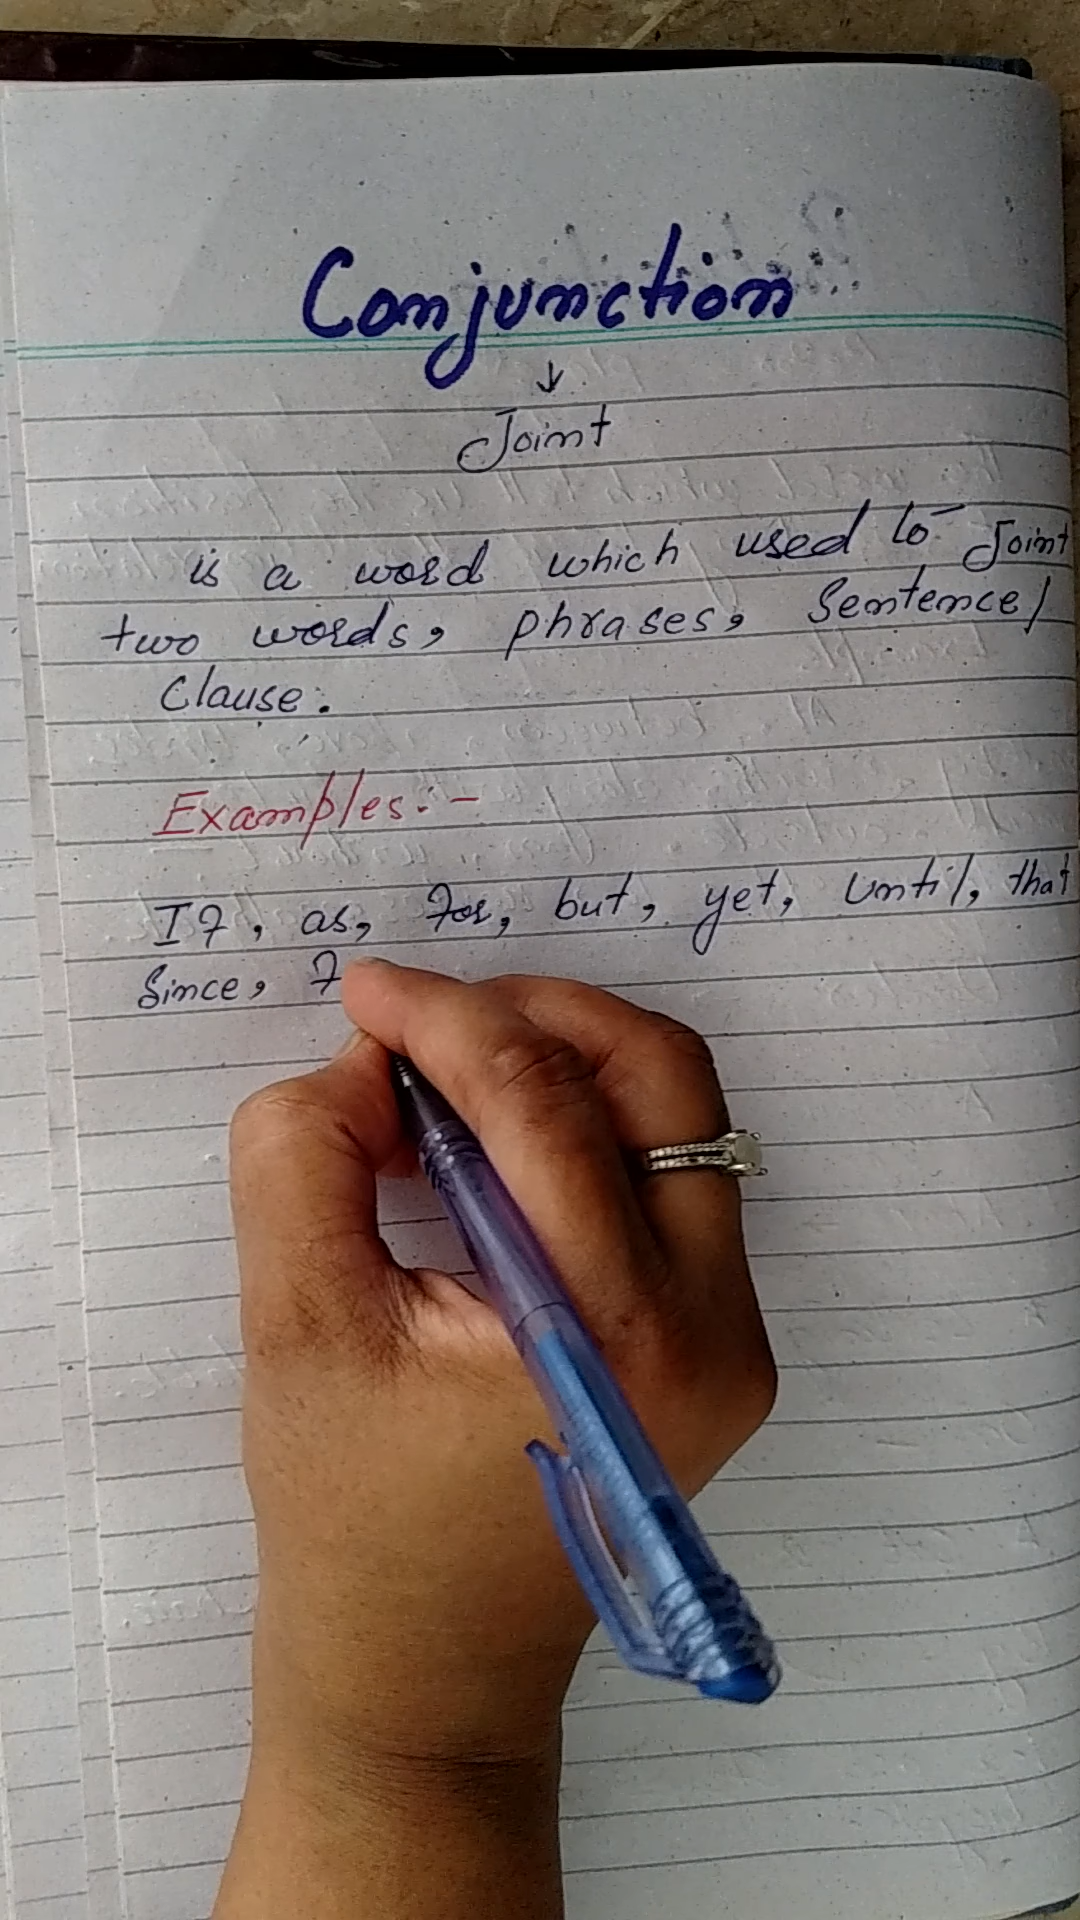 Conjunction
↓
Joint
is a word which used to Joint
two words, phrases, Sentence/
Clause.
Examples:-
If, as, for, but, yet, until, that
Since,